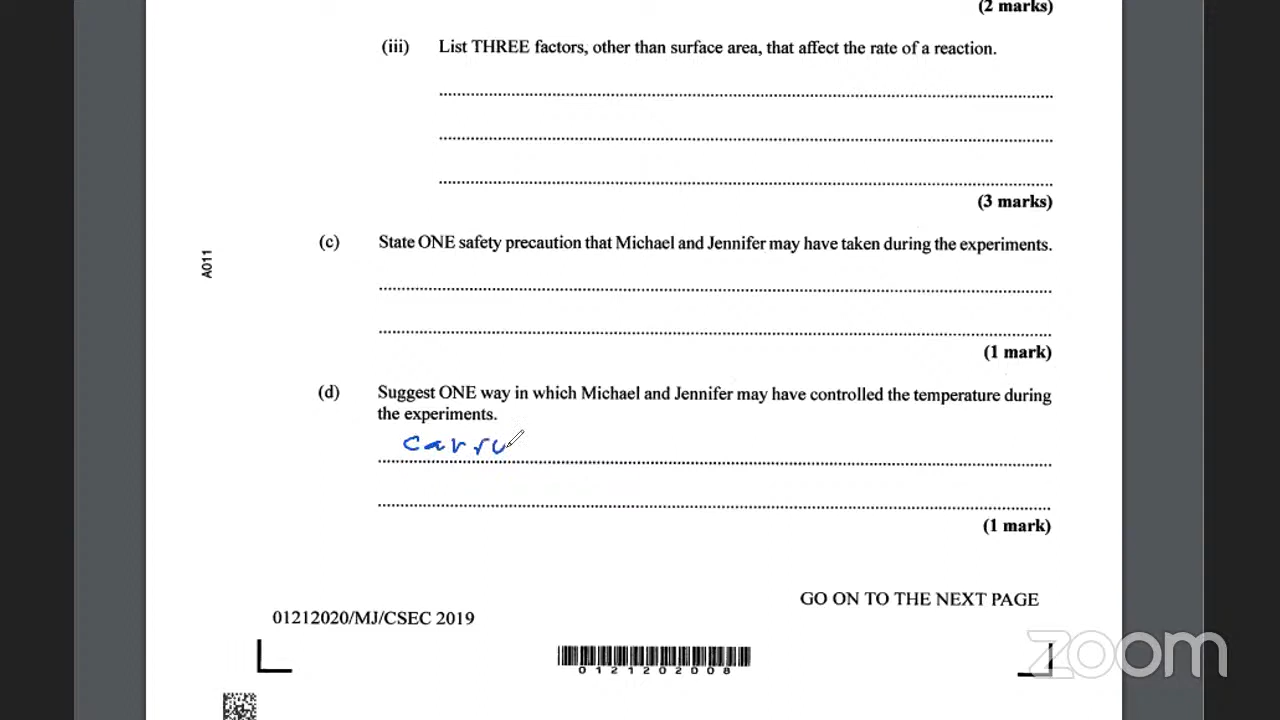 (2 marks)
(iii) List THREE factors, other than surface area, that affect the rate of a reaction.
(3 marks)
(c) State ONE safety precaution that Michael and Jennifer may have taken during the experiments.
A011
(1 mark)
(d) Suggest ONE way in which Michael and Jennifer may have controlled the temperature during
the experiments.
(1 mark)
GO ON TO THE NEXT PAGE
01212020/MJ/CSEC 2019
0121202008
zoom